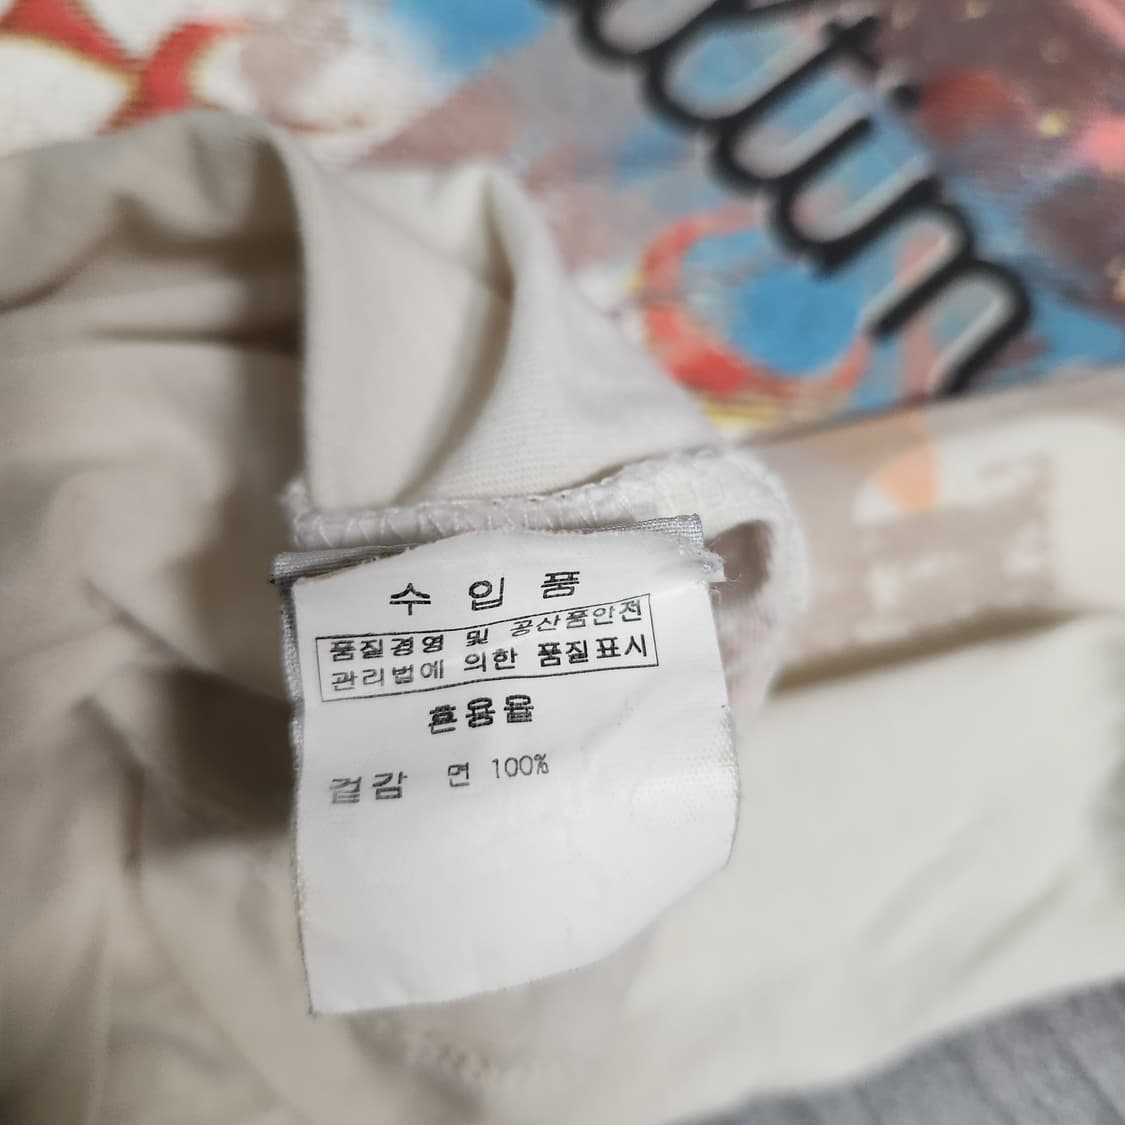 수입품
품질경영 및 공산품안전
관리법에 의한 품질표시
혼용율
겉감 면 100%